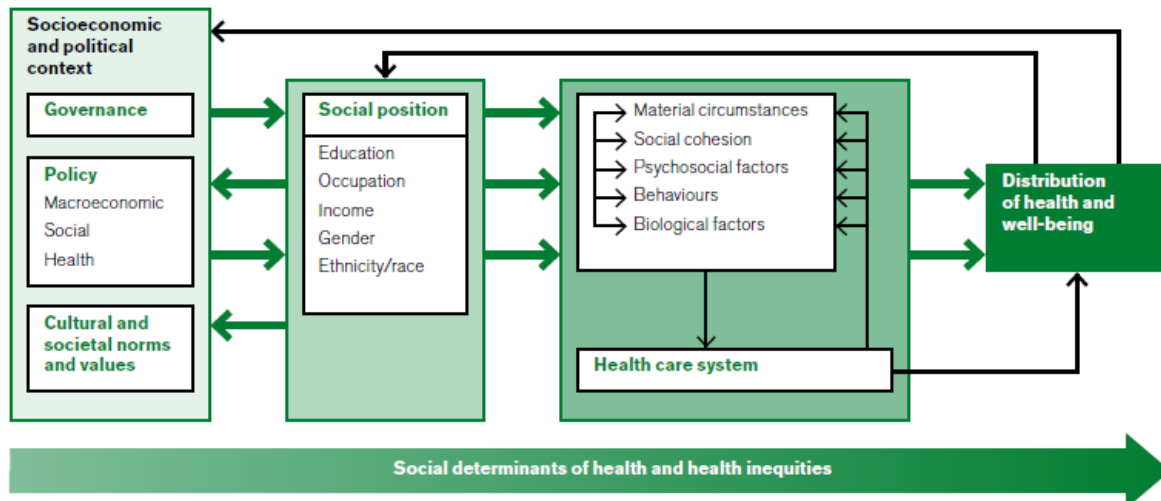 Socioeconomic
and political
context
Governance
Policy
Macroeconomic
Social
Health
Cultural and
societal norms
and values
Social position
Education
Occupation
Income
Gender
Ethnicity/race
Material circumstances
Social cohesion
Psychosocial factors
Behaviours
Biological factors
Health care system
Distribution
of health and
well-being
Social determinants of health and health inequities